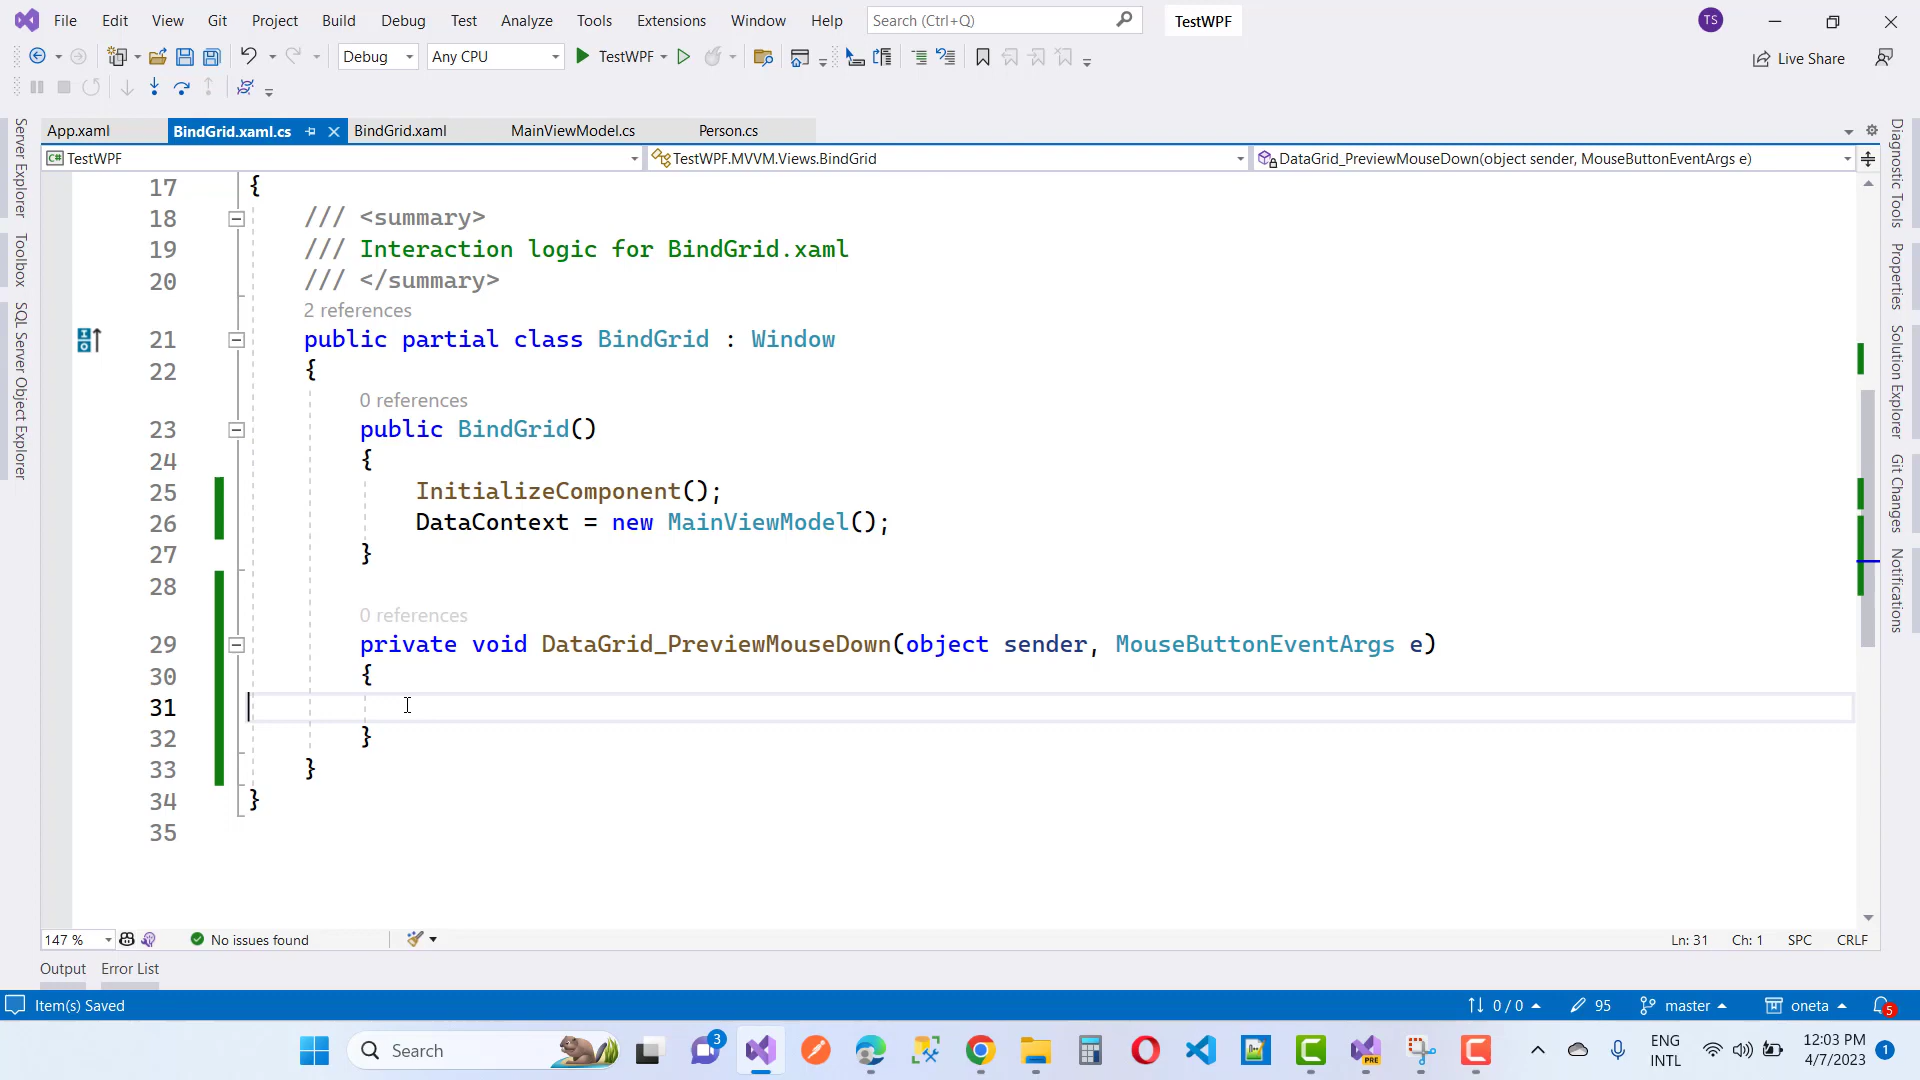 File Edit View Git Project Build Debug Test Analyze Tools Extensions Window Help Search (Ctrl+Q) TestWPF TS
Debug Any CPU TestWPF Live Share
App.xaml BindGrid.xaml.cs BindGrid.xaml MainViewModel.cs Person.cs
C# TestWPF TestWPF.MVVM.Views.BindGrid DataGrid_PreviewMouseDown(object sender, MouseButtonEventArgs e)
Server Explorer
Toolbox
SQL Server Object Explorer
17 {
18 /// <summary>
19 /// Interaction logic for BindGrid.xaml
20 /// </summary>
2 references
21 public partial class BindGrid : Window
22 {
0 references
23 public BindGrid()
24 {
25 InitializeComponent();
26 DataContext = new MainViewModel();
27 }
28
0 references
29 private void DataGrid_PreviewMouseDown(object sender, MouseButtonEventArgs e)
30 {
31
32 }
33 }
34 }
35
Diagnostic Tools
Properties
Solution Explorer
Git Changes
Notifications
147 % No issues found Ln: 31 Ch: 1 SPC CRLF
Output Error List
Item(s) Saved 0 / 0 95 master oneta 5
Search 3 PRE ENG 12:03 PM
INTL 4/7/2023 1